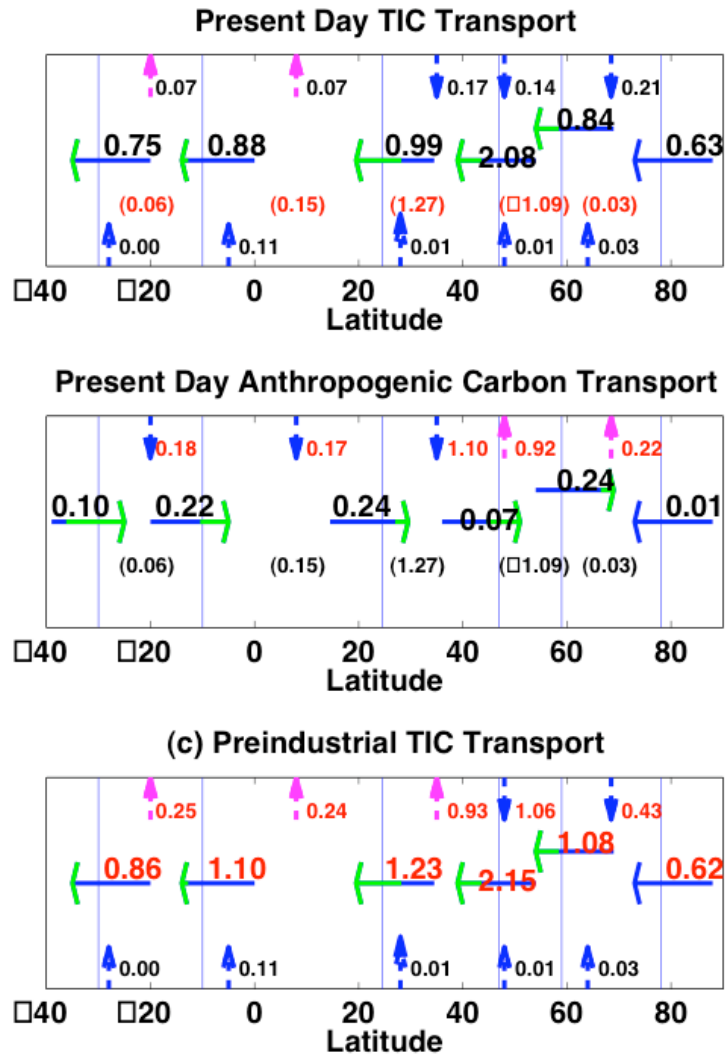 Present Day TIC Transport
0.07 0.07 0.17 0.14 0.21
0.75 0.88 0.99 2.08 0.84 0.63
(0.06) (0.15) (1.27) (□1.09) (0.03)
0.00 0.11 0.01 0.01 0.03
□40 □20 0 20 40 60 80
Latitude
Present Day Anthropogenic Carbon Transport
0.18 0.17 1.10 0.92 0.22
0.10 0.22 0.24 0.07 0.24 0.01
(0.06) (0.15) (1.27) (□1.09) (0.03)
□40 □20 0 20 40 60 80
Latitude
(c) Preindustrial TIC Transport
0.25 0.24 0.93 1.06 0.43
0.86 1.10 1.23 2.15 1.08 0.62
0.00 0.11 0.01 0.01 0.03
□40 □20 0 20 40 60 80
Latitude